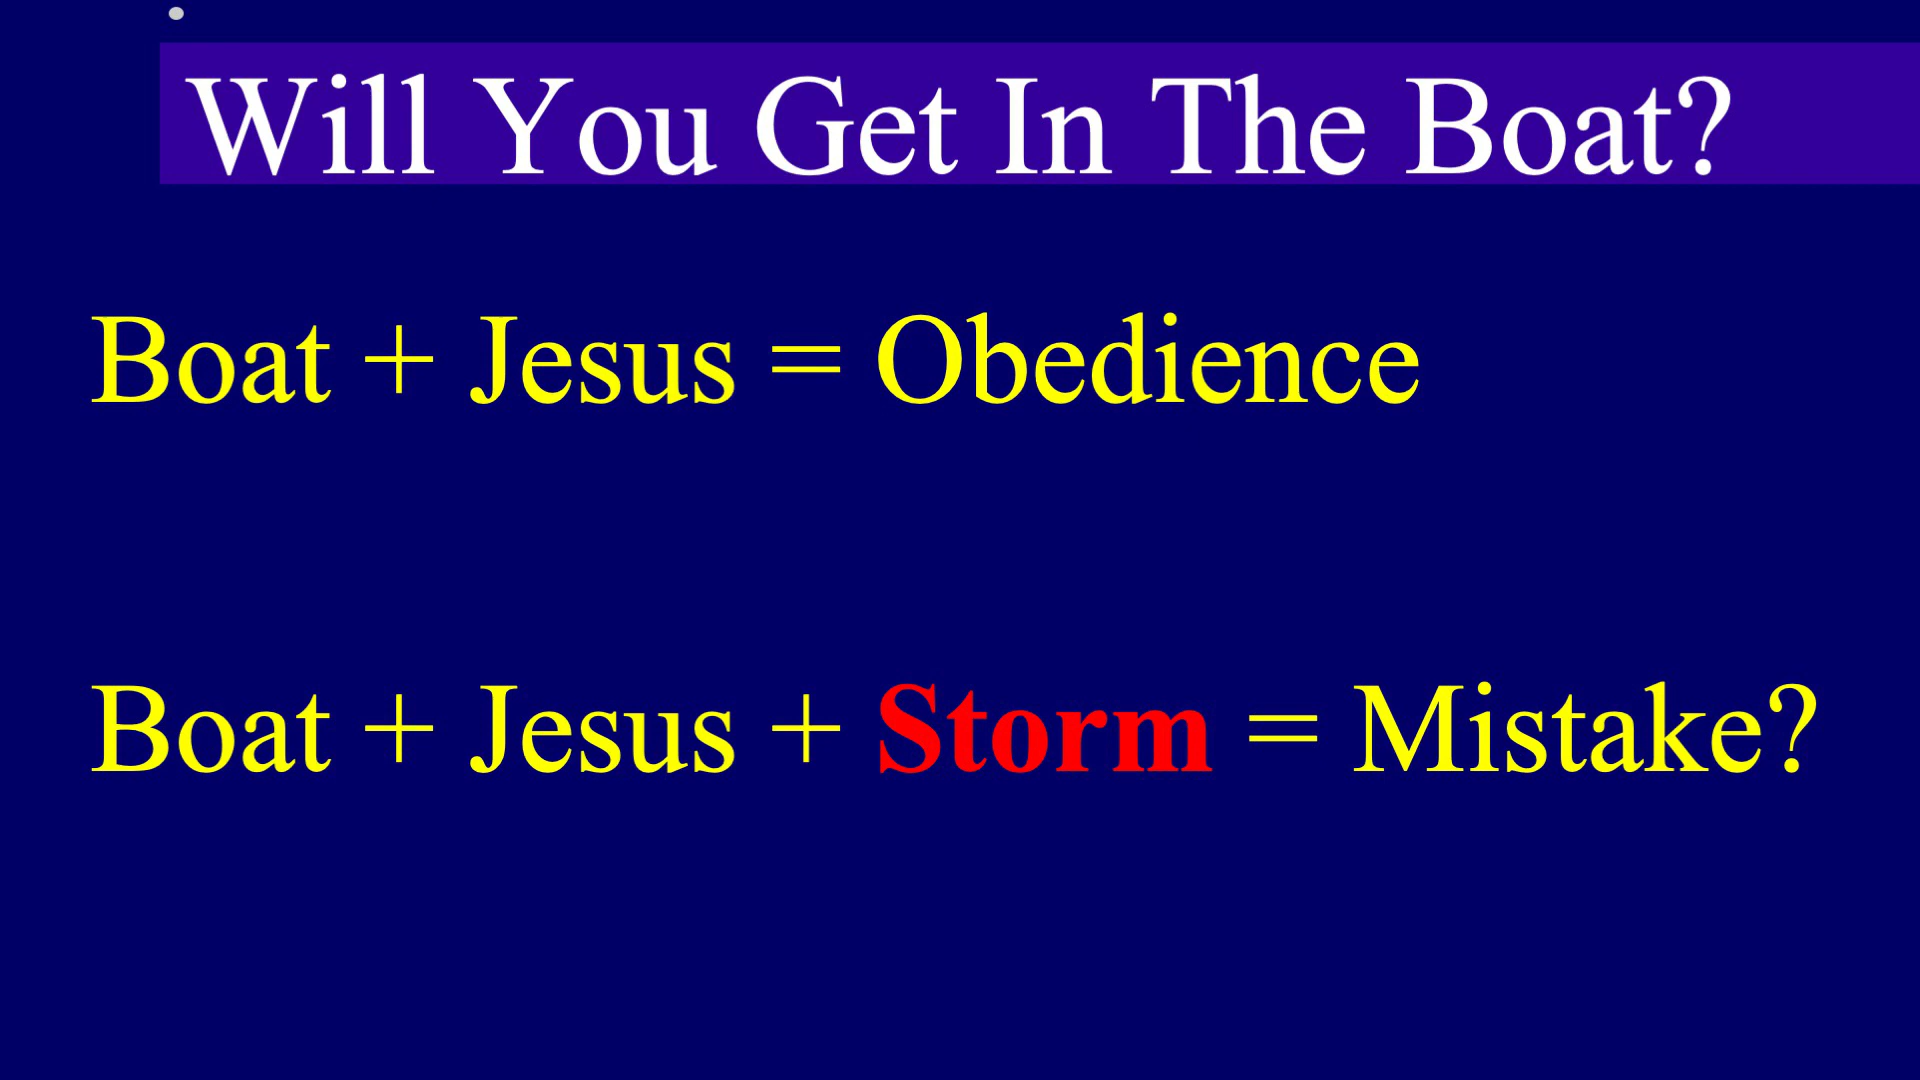 Will You Get In The Boat?
Boat + Jesus = Obedience
Boat + Jesus + Storm = Mistake?